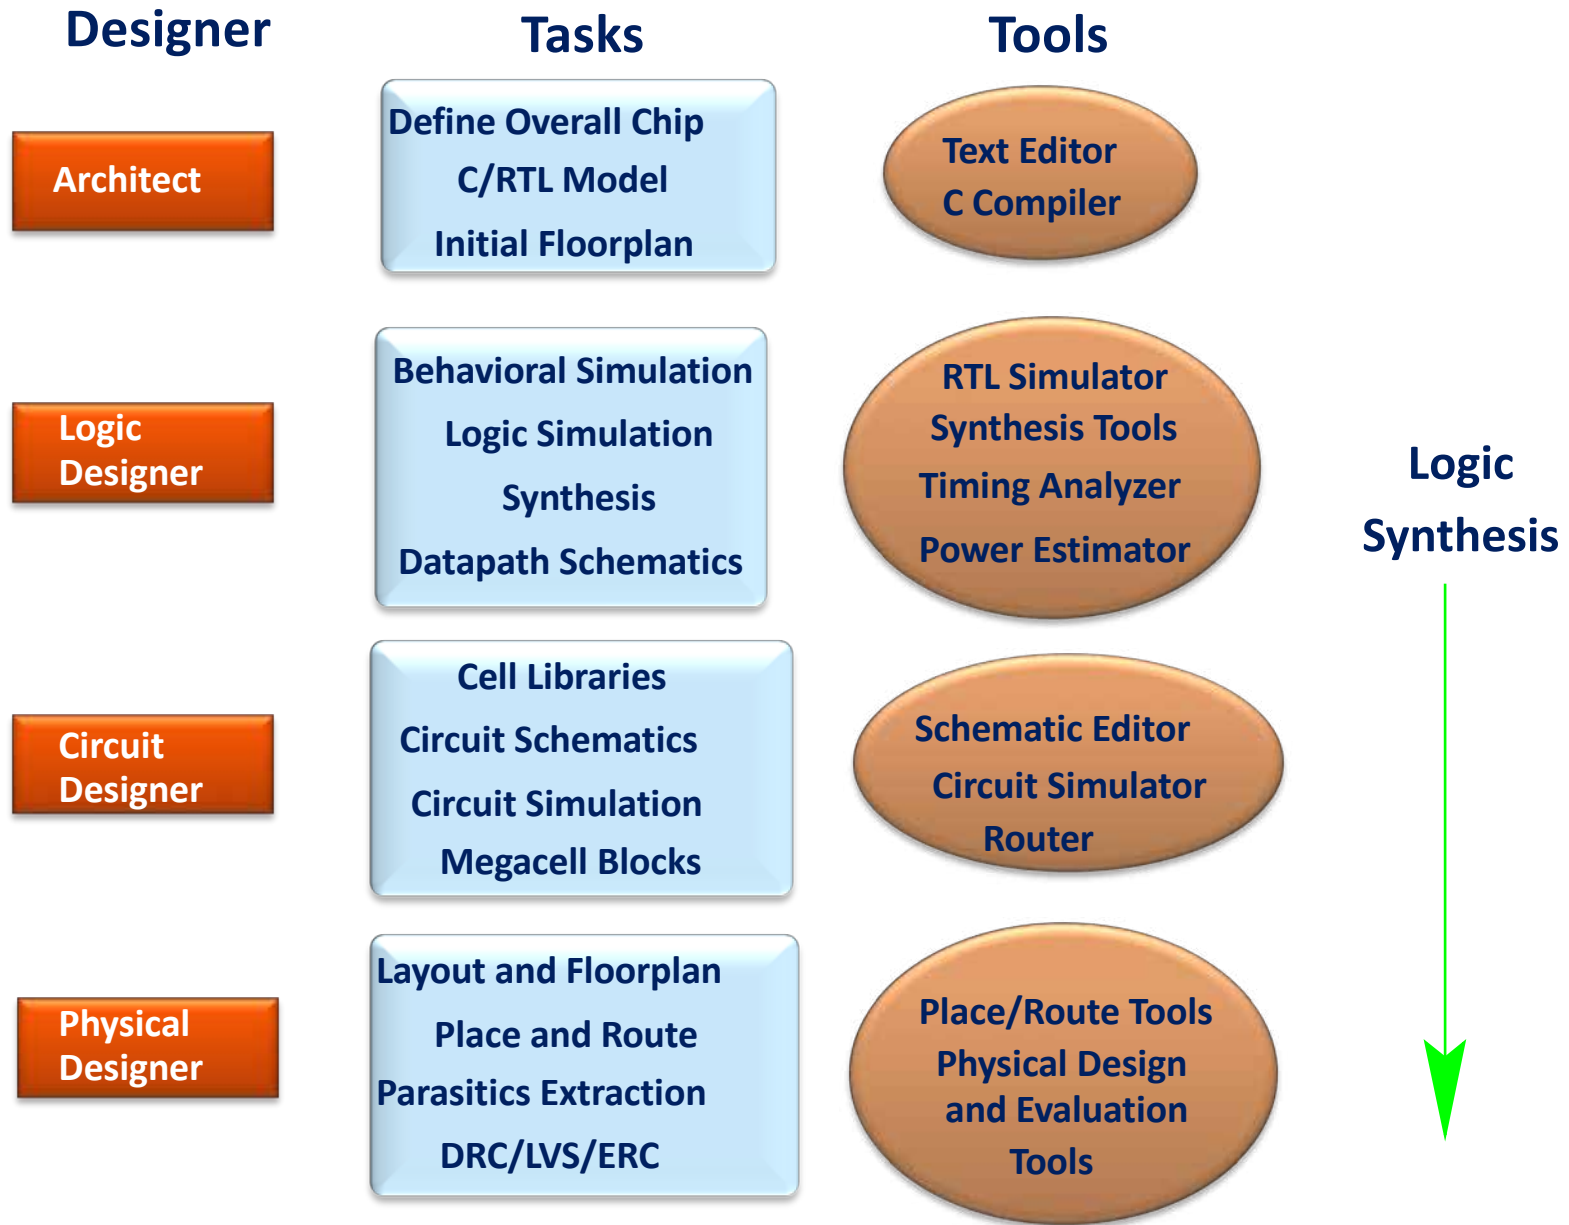 Designer
Tasks
Tools
Architect
Define Overall Chip
C/RTL Model
Initial Floorplan
Text Editor
C Compiler
Logic
Designer
Behavioral Simulation
Logic Simulation
Synthesis
Datapath Schematics
RTL Simulator
Synthesis Tools
Timing Analyzer
Power Estimator
Logic
Synthesis
Circuit
Designer
Cell Libraries
Circuit Schematics
Circuit Simulation
Megacell Blocks
Schematic Editor
Circuit Simulator
Router
Physical
Designer
Layout and Floorplan
Place and Route
Parasitics Extraction
DRC/LVS/ERC
Place/Route Tools
Physical Design
and Evaluation
Tools